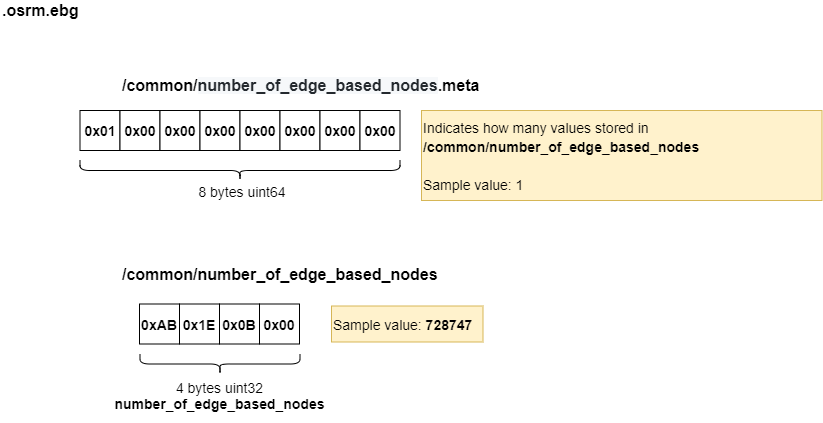 .osrm.ebg
/common/number_of_edge_based_nodes.meta
0x01 0x00 0x00 0x00 0x00 0x00 0x00 0x00
Indicates how many values stored in
/common/number_of_edge_based_nodes
Sample value: 1
8 bytes uint64
/common/number_of_edge_based_nodes
0xAB 0x1E 0x0B 0x00
Sample value: 728747
4 bytes uint32
number_of_edge_based_nodes